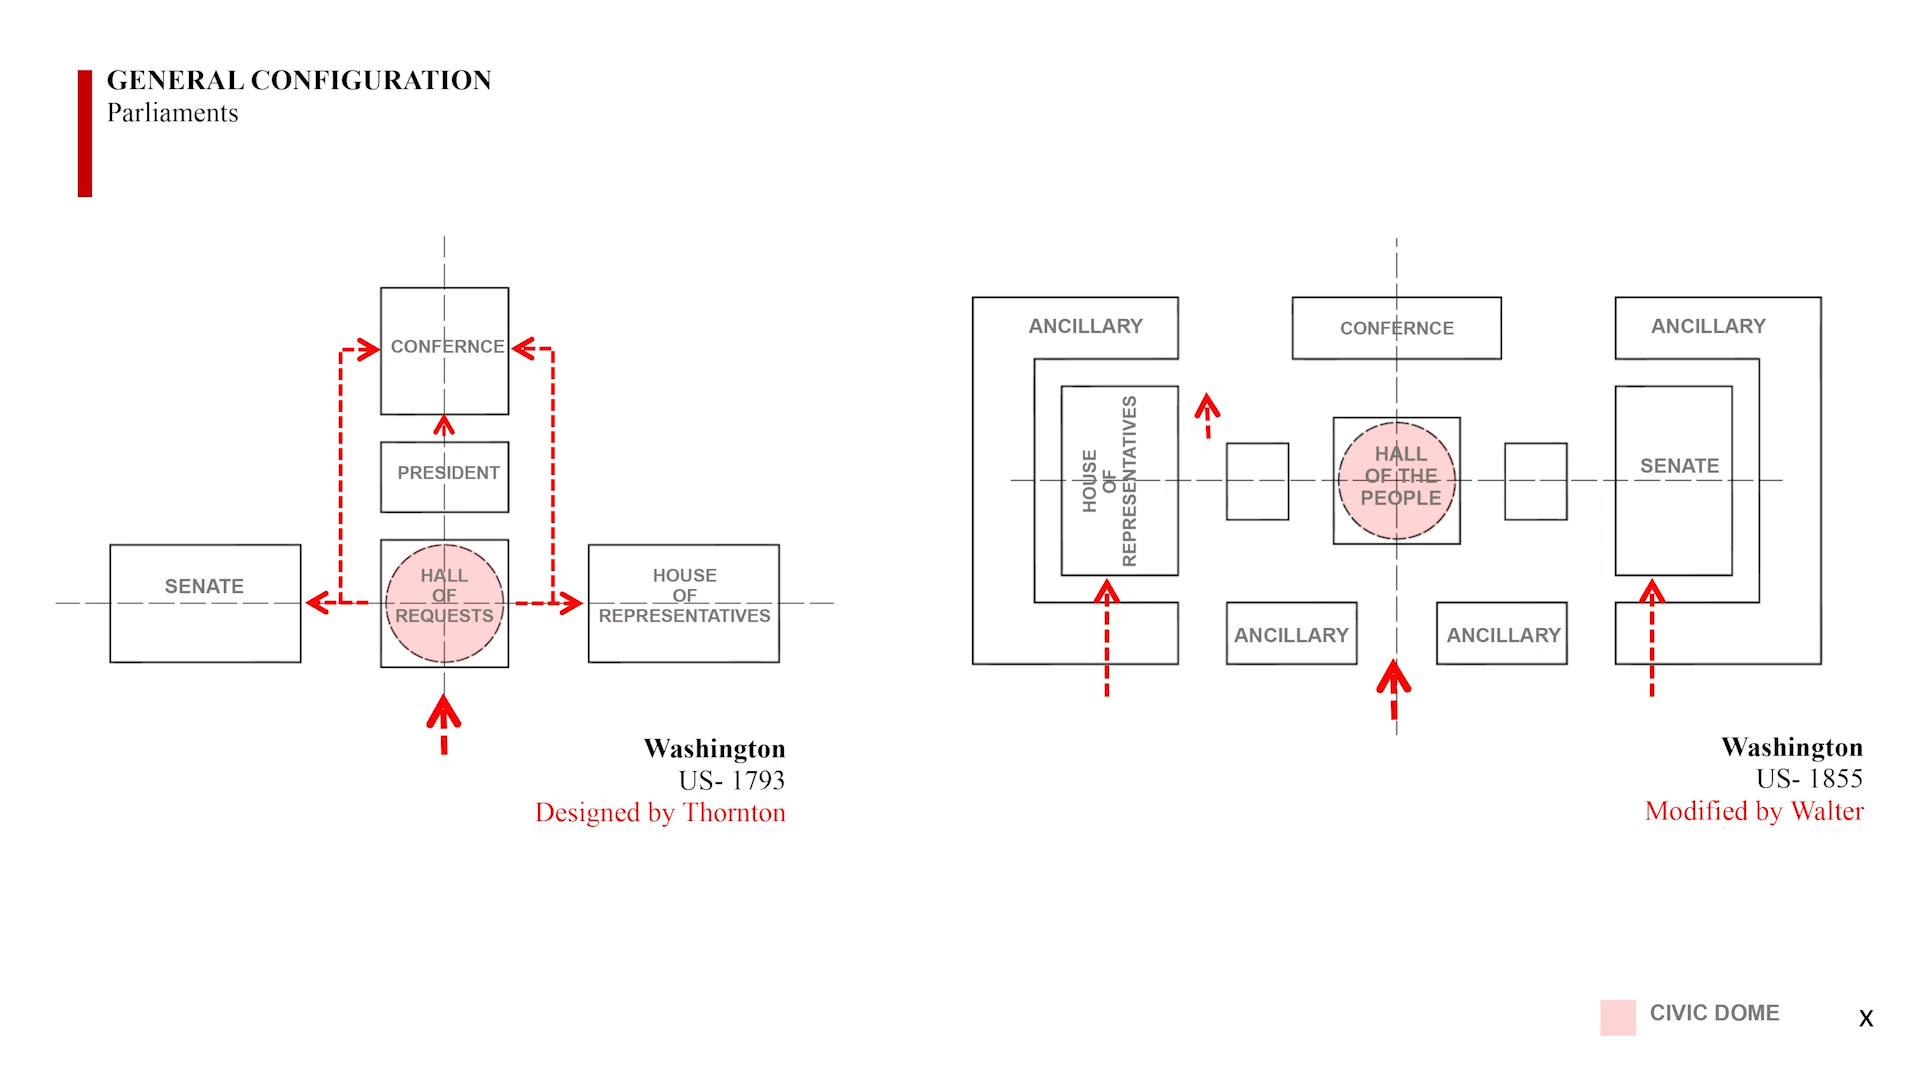 GENERAL CONFIGURATION
Parliaments
CONFERNCE
PRESIDENT
SENATE
HALL
OF
REQUESTS
HOUSE
OF
REPRESENTATIVES
Washington
US- 1793
Designed by Thornton
ANCILLARY
CONFERNCE
ANCILLARY
HOUSE
OF
REPRESENTATIVES
HALL
OF THE
PEOPLE
SENATE
ANCILLARY
ANCILLARY
Washington
US- 1855
Modified by Walter
CIVIC DOME
X